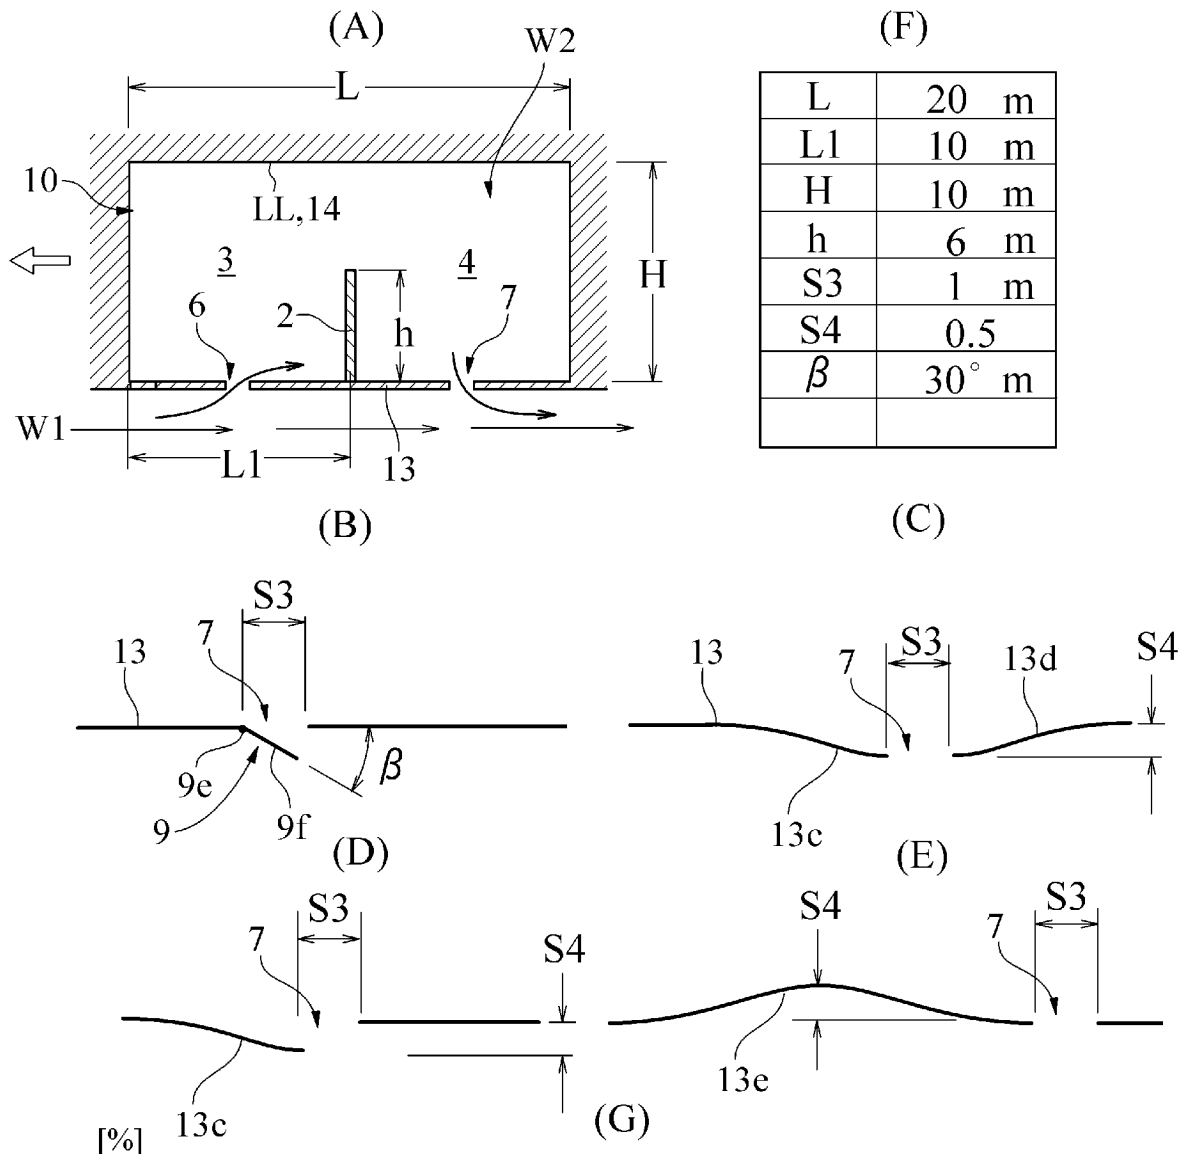 (A)
W2
L
10
LL,14
3
4
H
6
2
h
7
W1
L1
13
(F)
L 20 m
L1 10 m
H 10 m
h 6 m
S3 1 m
S4 0.5
β 30° m
(B)
S3
7
13
9e
9
9f
β
(C)
S3
13
7
13d
S4
13c
(D)
S3
7
S4
13c
(E)
S4
S3
7
13e
(G)
[%]